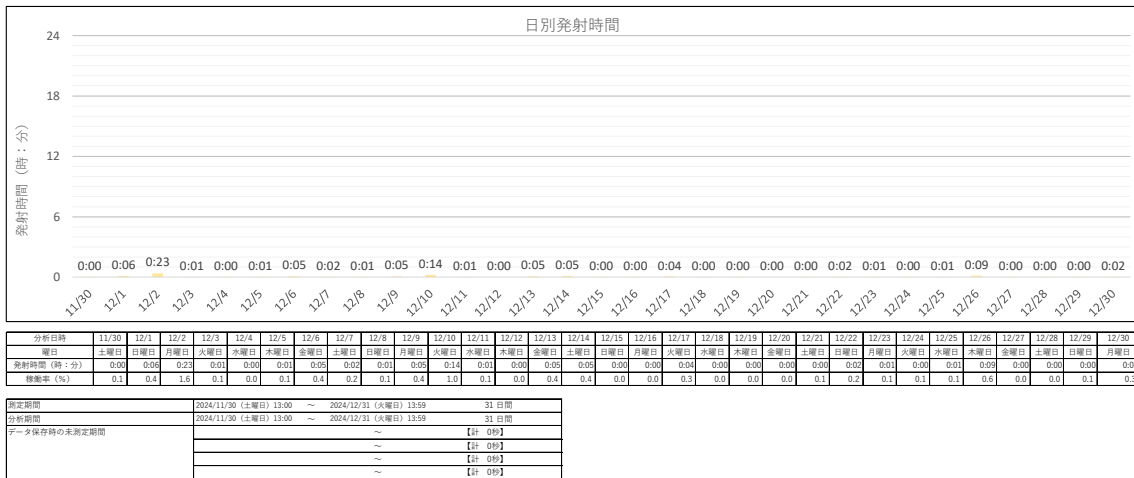 日別発射時間
24
18
12
6
0
発射時間（時：分）
0:00 0:06 0:23 0:01 0:00 0:01 0:05 0:02 0:01 0:05 0:14 0:01 0:00 0:05 0:05 0:00 0:00 0:04 0:00 0:00 0:00 0:00 0:02 0:01 0:00 0:01 0:09 0:00 0:00 0:00 0:02
11/30 12/1 12/2 12/3 12/4 12/5 12/6 12/7 12/8 12/9 12/10 12/11 12/12 12/13 12/14 12/15 12/16 12/17 12/18 12/19 12/20 12/21 12/22 12/23 12/24 12/25 12/26 12/27 12/28 12/29 12/30
分析日時 11/30 12/1 12/2 12/3 12/4 12/5 12/6 12/7 12/8 12/9 12/10 12/11 12/12 12/13 12/14 12/15 12/16 12/17 12/18 12/19 12/20 12/21 12/22 12/23 12/24 12/25 12/26 12/27 12/28 12/29 12/30
曜日 土曜日 日曜日 月曜日 火曜日 水曜日 木曜日 金曜日 土曜日 日曜日 月曜日 火曜日 水曜日 木曜日 金曜日 土曜日 日曜日 月曜日 火曜日 水曜日 木曜日 金曜日 土曜日 日曜日 月曜日 火曜日 水曜日 木曜日 金曜日 土曜日 日曜日 月曜日
発射時間（時：分） 0:00 0:06 0:23 0:01 0:00 0:01 0:05 0:02 0:01 0:05 0:14 0:01 0:00 0:05 0:05 0:00 0:00 0:04 0:00 0:00 0:00 0:00 0:02 0:01 0:00 0:01 0:09 0:00 0:00 0:00 0:0
稼働率（%） 0.1 0.4 1.6 0.1 0.0 0.1 0.4 0.2 0.1 0.4 1.0 0.1 0.0 0.4 0.4 0.0 0.0 0.3 0.0 0.0 0.0 0.1 0.2 0.1 0.1 0.1 0.6 0.0 0.0 0.1 0.3
測定期間 2024/11/30（土曜日）13:00 ～ 2024/12/31（火曜日）13:59 31 日間
分析期間 2024/11/30（土曜日）13:00 ～ 2024/12/31（火曜日）13:59 31 日間
データ保存時の未測定期間 ～ 【計 0秒】
～ 【計 0秒】
～ 【計 0秒】
～ 【計 0秒】